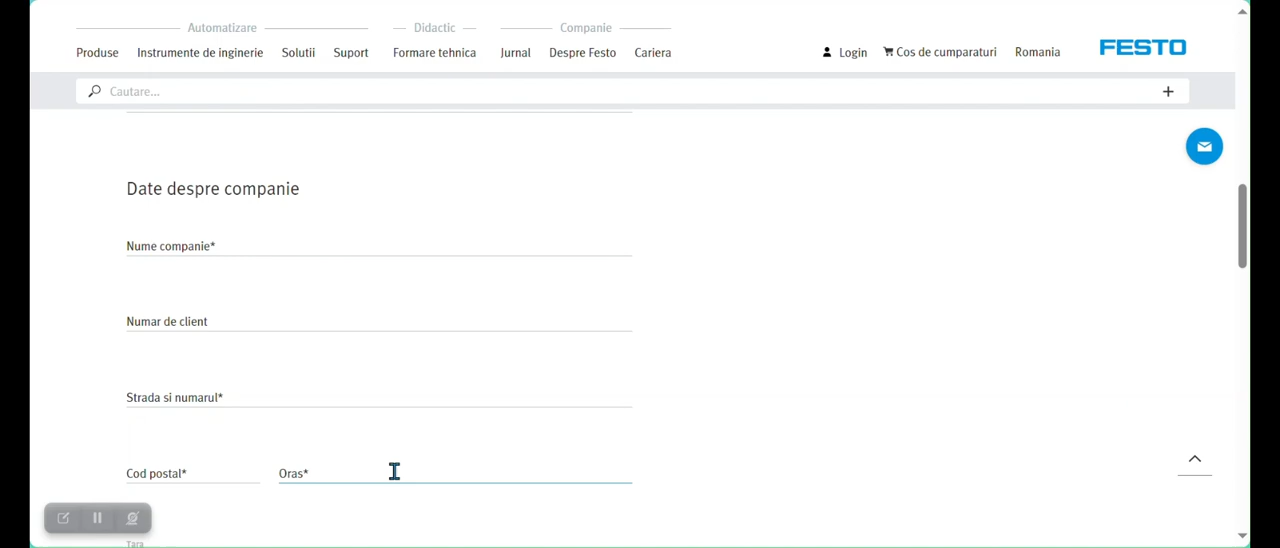 Automatizare Didactic Companie
Produse Instrumente de inginerie Solutii Suport Formare tehnica Jurnal Despre Festo Cariera Login Cos de cumparaturi Romania FESTO
Cautare...
Date despre companie
Nume companie*
Numar de client
Strada si numarul*
Cod postal* Oras*
Tara